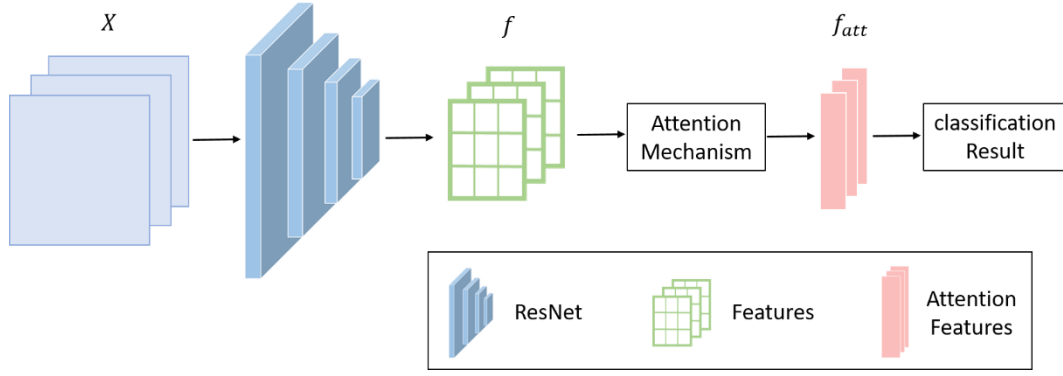 X
f
f_att
Attention
Mechanism
classification
Result
ResNet
Features
Attention
Features